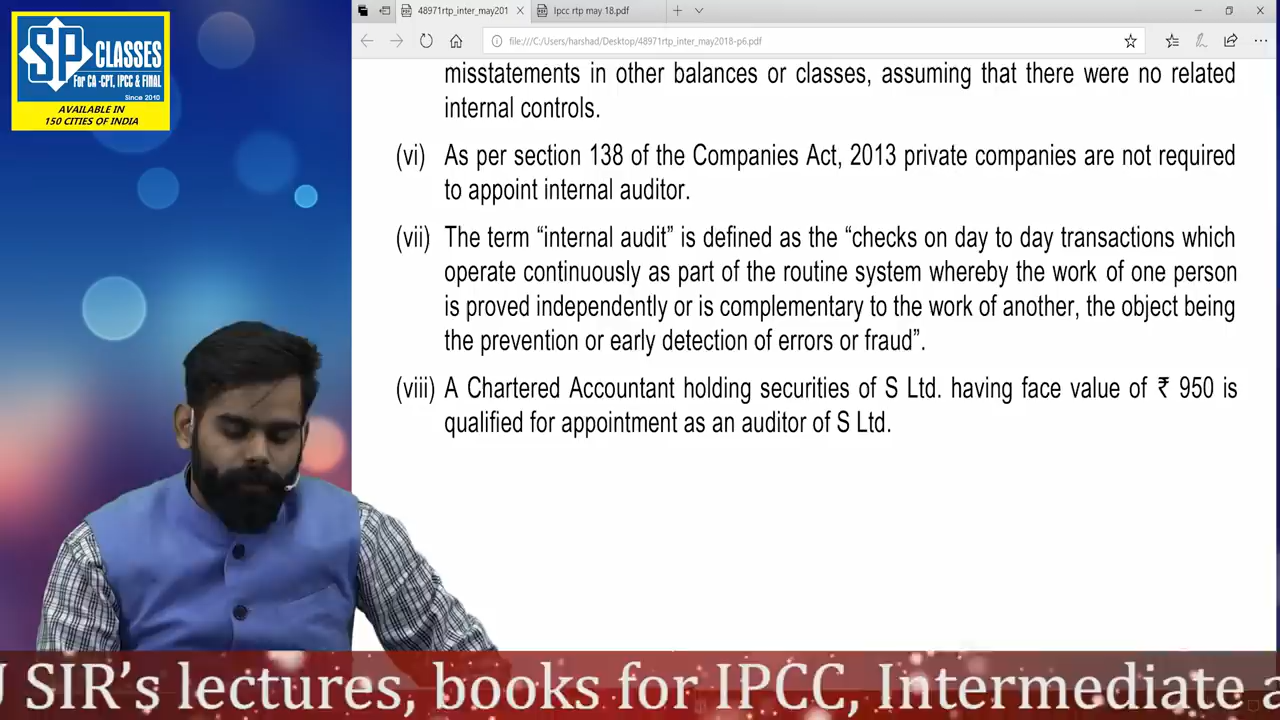 48971rtp_inter_may201
Ipcc rtp may 18.pdf
file:///C:/Users/harshad/Desktop/48971rtp_inter_may2018-p6.pdf
SP CLASSES
For CA -CPT, IPCC & FINAL
Since 2010
AVAILABLE IN
150 CITIES OF INDIA
misstatements in other balances or classes, assuming that there were no related
internal controls.
(vi) As per section 138 of the Companies Act, 2013 private companies are not required
to appoint internal auditor.
(vii) The term “internal audit” is defined as the “checks on day to day transactions which
operate continuously as part of the routine system whereby the work of one person
is proved independently or is complementary to the work of another, the object being
the prevention or early detection of errors or fraud”.
(viii) A Chartered Accountant holding securities of S Ltd. having face value of ₹ 950 is
qualified for appointment as an auditor of S Ltd.
SIR’s lectures, books for IPCC, Intermediate